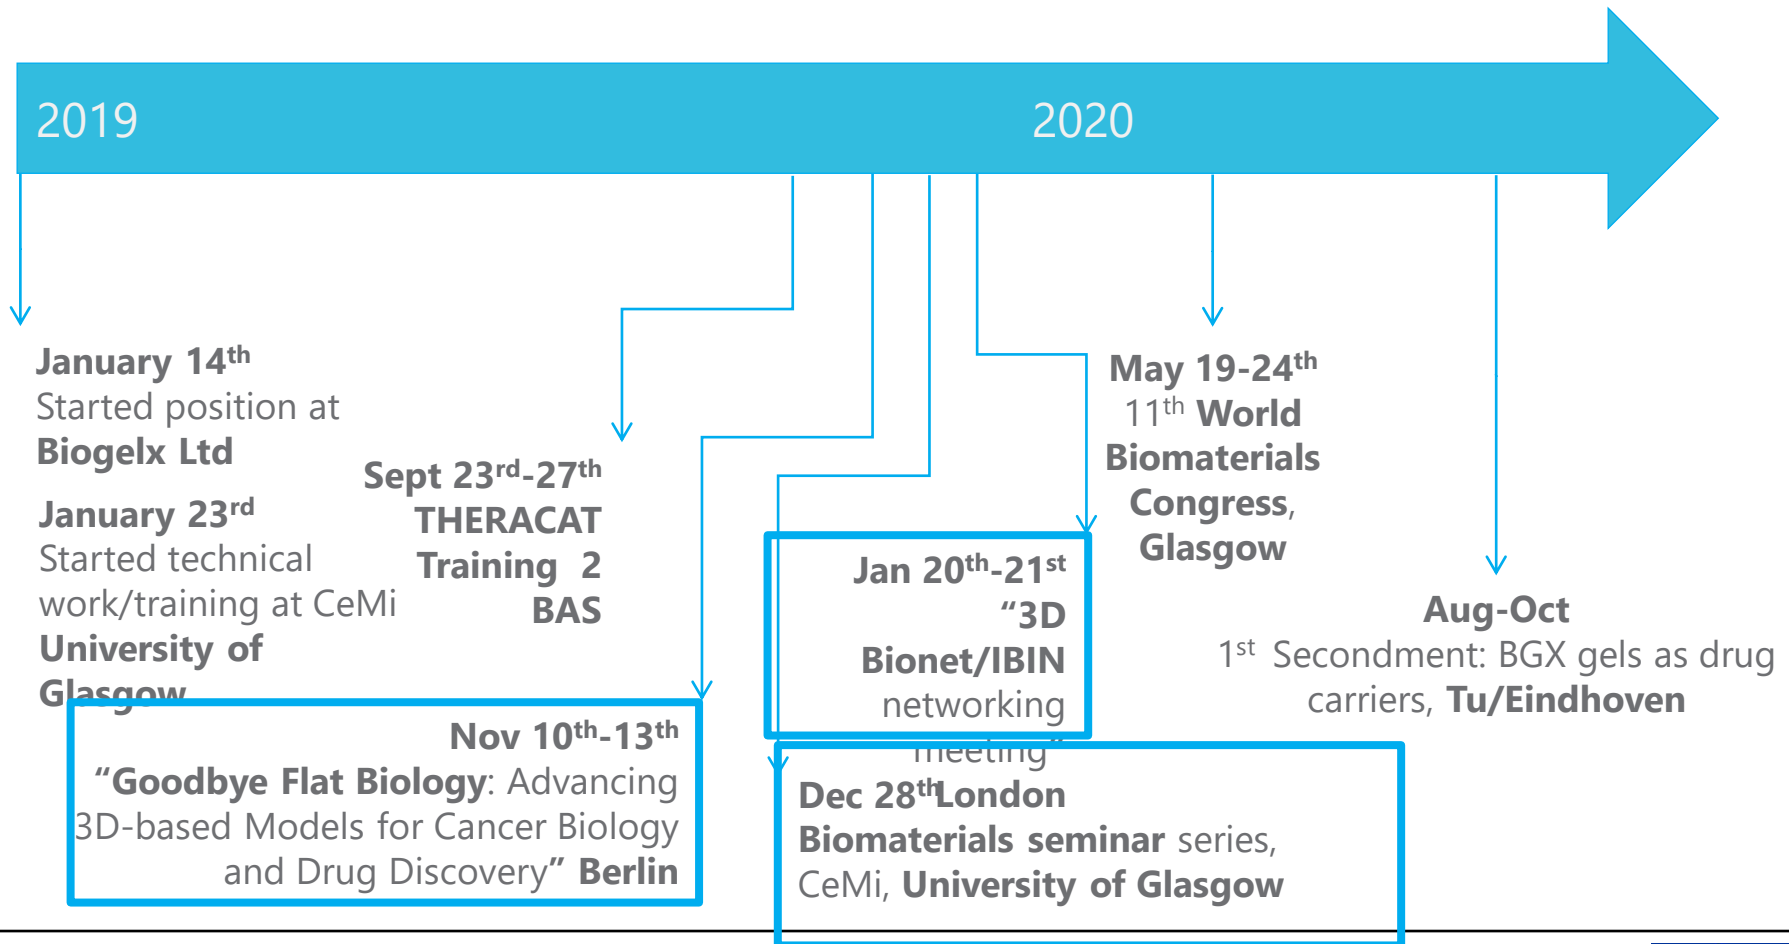 2019
2020
January 14th
Started position at
Biogelx Ltd
January 23rd
Started technical
work/training at CeMi
University of
Glasgow
Sept 23rd-27th
THERACAT
Training 2
BAS
Nov 10th-13th
“Goodbye Flat Biology: Advancing
3D-based Models for Cancer Biology
and Drug Discovery” Berlin
Jan 20th-21st
“3D
Bionet/IBIN
networking
meeting”
London
Dec 28th
Biomaterials seminar series,
CeMi, University of Glasgow
May 19-24th
11th World
Biomaterials
Congress,
Glasgow
Aug-Oct
1st Secondment: BGX gels as drug
carriers, Tu/Eindhoven